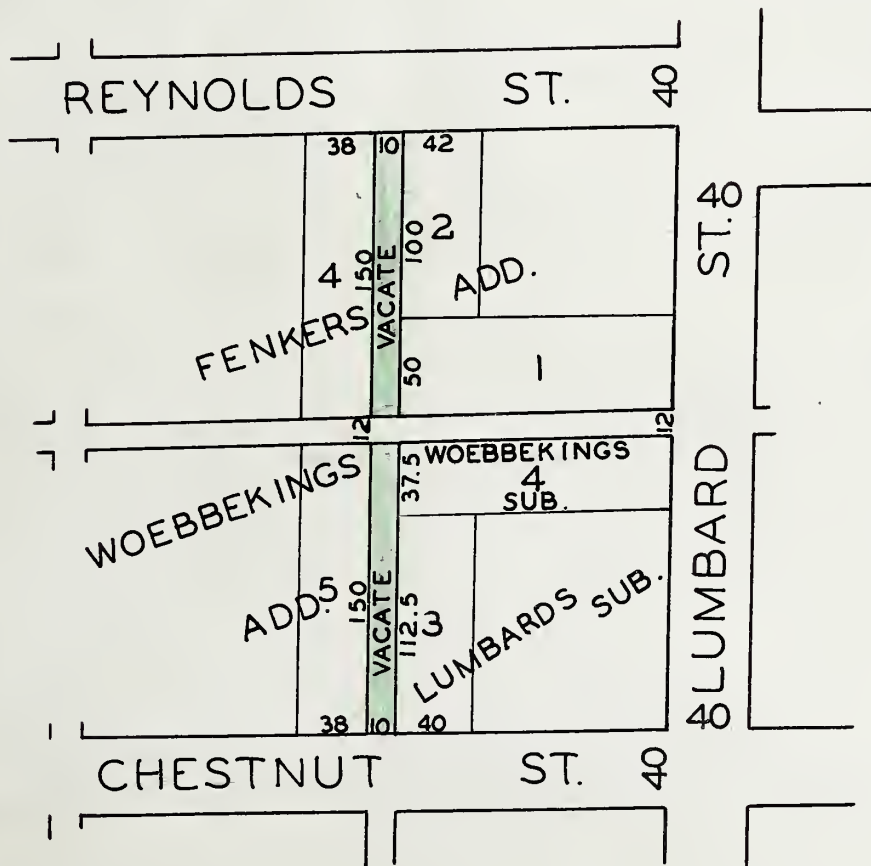 REYNOLDS ST. 40
38 10 42
40
ST.
4 150 VACATE 100 2
FENKERS ADD.
50 1
12 12
WOEBBEKINGS
37.5 4
SUB.
WOEBBEKINGS
ADD. 5 150 VACATE 112.5 3
LUMBARDS SUB.
LUMBARD
38 10 40
40
CHESTNUT ST. 40